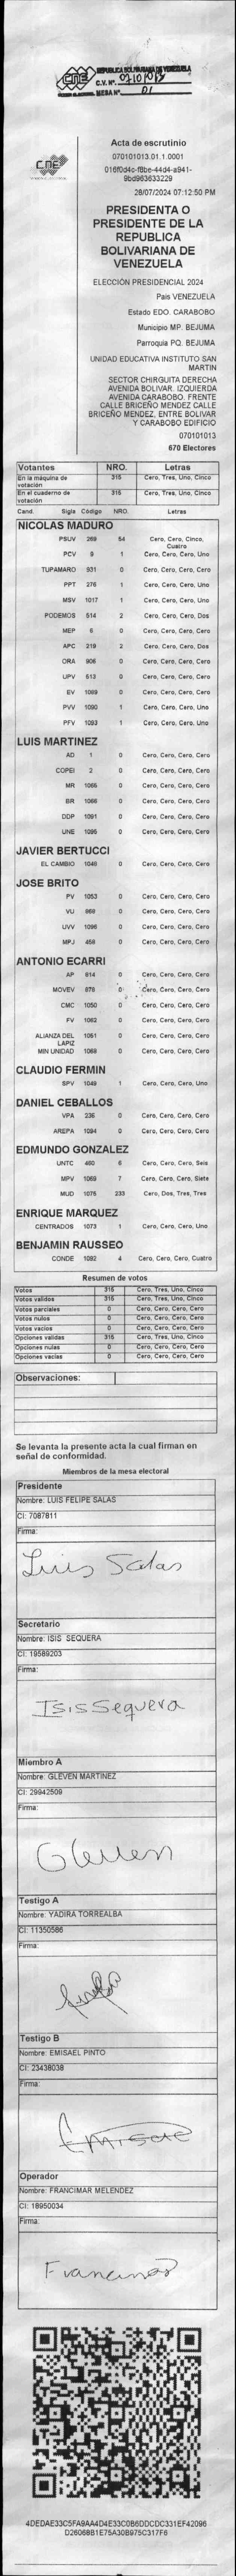 CNE
REPUBLICA BOLIVARIANA DE VENEZUELA
C.V. N°.
MESA N°. 01
CNE
Acta de escrutinio
070101013.01.1.0001
016f0d4c-f8be-44d4-a941-
9bd963633229
28/07/2024 07:12:50 PM
PRESIDENTA O
PRESIDENTE DE LA
REPUBLICA
BOLIVARIANA DE
VENEZUELA
ELECCIÓN PRESIDENCIAL 2024
Pais VENEZUELA
Estado EDO. CARABOBO
Municipio MP. BEJUMA
Parroquia PQ. BEJUMA
UNIDAD EDUCATIVA INSTITUTO SAN
MARTIN
SECTOR CHIRGUITA DERECHA
AVENIDA BOLIVAR. IZQUIERDA
AVENIDA CARABOBO. FRENTE
CALLE BRICEÑO MENDEZ CALLE
BRICEÑO MENDEZ, ENTRE BOLIVAR
Y CARABOBO EDIFICIO
070101013
670 Electores
Votantes NRO. Letras
En la máquina de votación 315 Cero, Tres, Uno, Cinco
En el cuaderno de votación 315 Cero, Tres, Uno, Cinco
Cand. Sigla Código NRO. Letras
NICOLAS MADURO
PSUV 269 54 Cero, Cero, Cinco, Cuatro
PCV 9 1 Cero, Cero, Cero, Uno
TUPAMARO 931 0 Cero, Cero, Cero, Cero
PPT 276 1 Cero, Cero, Cero, Uno
MSV 1017 1 Cero, Cero, Cero, Uno
PODEMOS 514 2 Cero, Cero, Cero, Dos
MEP 6 0 Cero, Cero, Cero, Cero
APC 219 2 Cero, Cero, Cero, Dos
ORA 906 0 Cero, Cero, Cero, Cero
UPV 613 0 Cero, Cero, Cero, Cero
EV 1089 0 Cero, Cero, Cero, Cero
PVV 1090 1 Cero, Cero, Cero, Uno
PFV 1093 1 Cero, Cero, Cero, Uno
LUIS MARTINEZ
AD 1 0 Cero, Cero, Cero, Cero
COPEI 2 0 Cero, Cero, Cero, Cero
MR 1065 0 Cero, Cero, Cero, Cero
BR 1066 0 Cero, Cero, Cero, Cero
DDP 1091 0 Cero, Cero, Cero, Cero
UNE 1095 0 Cero, Cero, Cero, Cero
JAVIER BERTUCCI
EL CAMBIO 1048 0 Cero, Cero, Cero, Cero
JOSE BRITO
PV 1053 0 Cero, Cero, Cero, Cero
VU 868 0 Cero, Cero, Cero, Cero
UVV 1096 0 Cero, Cero, Cero, Cero
MPJ 458 0 Cero, Cero, Cero, Cero
ANTONIO ECARRI
AP 814 0 Cero, Cero, Cero, Cero
MOVEV 878 0 Cero, Cero, Cero, Cero
CMC 1050 0 Cero, Cero, Cero, Cero
FV 1062 0 Cero, Cero, Cero, Cero
ALIANZA DEL LAPIZ 1051 0 Cero, Cero, Cero, Cero
MIN UNIDAD 1069 0 Cero, Cero, Cero, Cero
CLAUDIO FERMIN
SPV 1049 1 Cero, Cero, Cero, Uno
DANIEL CEBALLOS
VPA 236 0 Cero, Cero, Cero, Cero
AREPA 1094 0 Cero, Cero, Cero, Cero
EDMUNDO GONZALEZ
UNTC 460 6 Cero, Cero, Cero, Seis
MPV 1068 7 Cero, Cero, Cero, Siete
MUD 1075 233 Cero, Dos, Tres, Tres
ENRIQUE MARQUEZ
CENTRADOS 1073 1 Cero, Cero, Cero, Uno
BENJAMIN RAUSSEO
CONDE 1092 4 Cero, Cero, Cero, Cuatro
Resumen de votos
Votos 315 Cero, Tres, Uno, Cinco
Votos validos 315 Cero, Tres, Uno, Cinco
Votos parciales 0 Cero, Cero, Cero, Cero
Votos nulos 0 Cero, Cero, Cero, Cero
Votos vacios 0 Cero, Cero, Cero, Cero
Opciones validas 315 Cero, Tres, Uno, Cinco
Opciones nulas 0 Cero, Cero, Cero, Cero
Opciones vacias 0 Cero, Cero, Cero, Cero
Observaciones:
Se levanta la presente acta la cual firman en
señal de conformidad.
Miembros de la mesa electoral
Presidente
Nombre: LUIS FELIPE SALAS
CI: 7087811
Firma:
Luis Salas
Secretario
Nombre: ISIS SEQUERA
CI: 19589203
Firma:
Isis Sequera
Miembro A
Nombre: GLEVEN MARTINEZ
CI: 29942509
Firma:
Gleven
Testigo A
Nombre: YADIRA TORREALBA
CI: 11350586
Firma:
Testigo B
Nombre: EMISAEL PINTO
CI: 23438038
Firma:
Emisael
Operador
Nombre: FRANCIMAR MELENDEZ
CI: 18950034
Firma:
Francimar
4DEDAE33C5FA9AA4D4E33C0B6DDCDC331EF42096
D26068B1E75A30B975C317F6